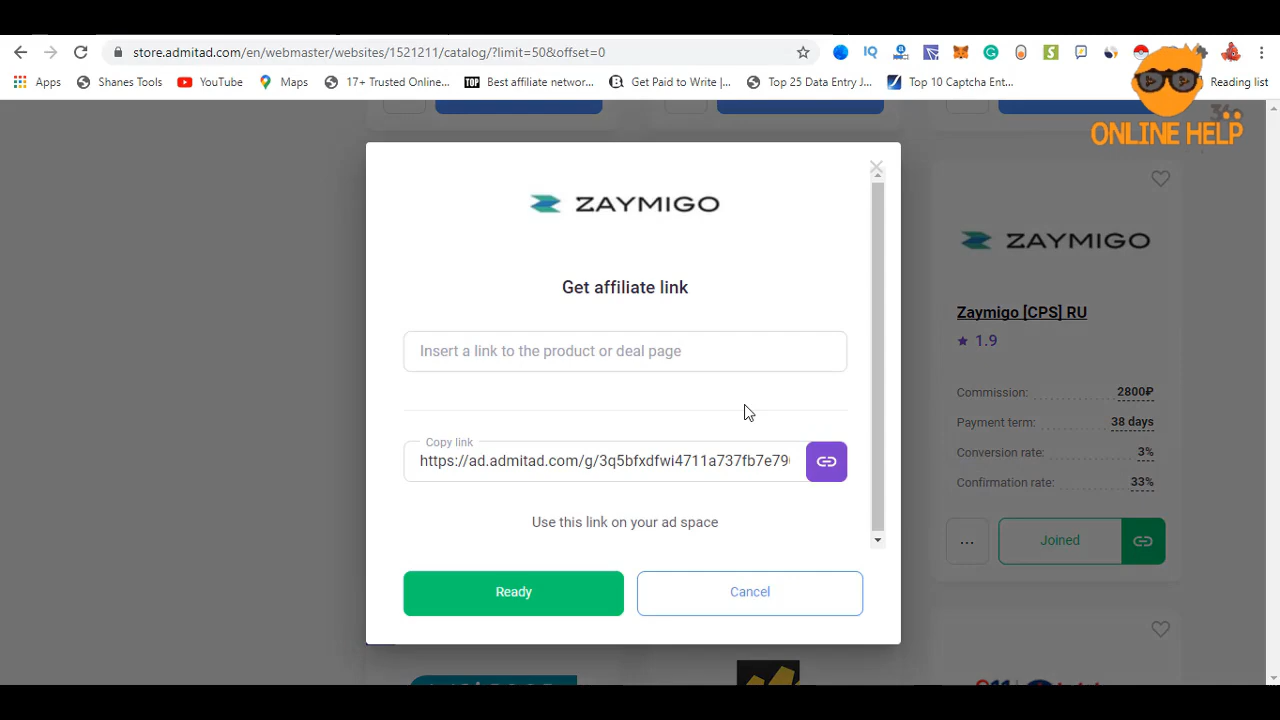 store.admitad.com/en/webmaster/websites/1521211/catalog/?limit=50&offset=0
Apps
Shanes Tools
YouTube
Maps
17+ Trusted Onlin...
Best affiliate networ...
Get Paid to Write |...
Top 25 Data Entry J...
Top 10 Captcha Ent...
Reading list
ONLINE HELP
ZAYMIGO
Get affiliate link
Insert a link to the product or deal page
Copy link
https://ad.admitad.com/g/3q5bfxdfwi4711a737fb7e79
Use this link on your ad space
Ready
Cancel
ZAYMIGO
Zaymigo [CPS] RU
1.9
Commission: 2800₽
Payment term: 38 days
Conversion rate: 3%
Confirmation rate: 33%
...
Joined